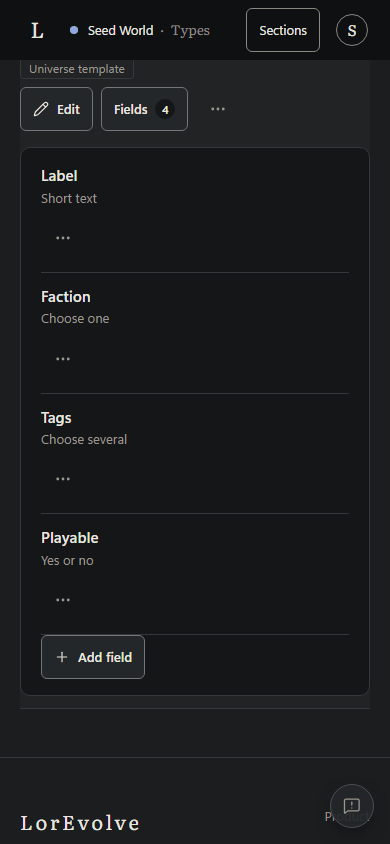 L
Seed World · Types
Sections
S
Universe template
Edit
Fields 4
Label
Short text
Faction
Choose one
Tags
Choose several
Playable
Yes or no
Add field
LorEvolve